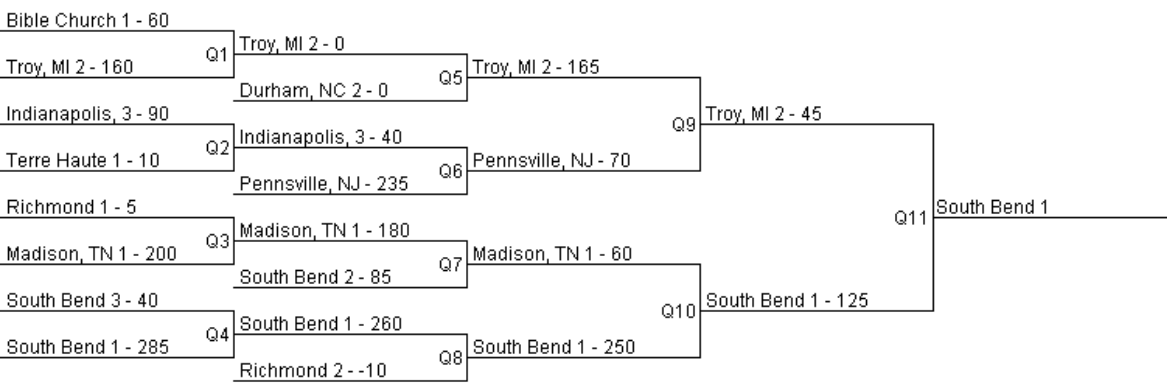 Bible Church 1 - 60
Troy, MI 2 - 160
Q1
Troy, MI 2 - 0
Durham, NC 2 - 0
Q5
Troy, MI 2 - 165
Indianapolis, 3 - 90
Terre Haute 1 - 10
Q2
Indianapolis, 3 - 40
Pennsville, NJ - 235
Q6
Pennsville, NJ - 70
Q9
Troy, MI 2 - 45
Richmond 1 - 5
Madison, TN 1 - 200
Q3
Madison, TN 1 - 180
South Bend 2 - 85
Q7
Madison, TN 1 - 60
South Bend 3 - 40
South Bend 1 - 285
Q4
South Bend 1 - 260
Richmond 2 - -10
Q8
South Bend 1 - 250
Q10
South Bend 1 - 125
Q11
South Bend 1